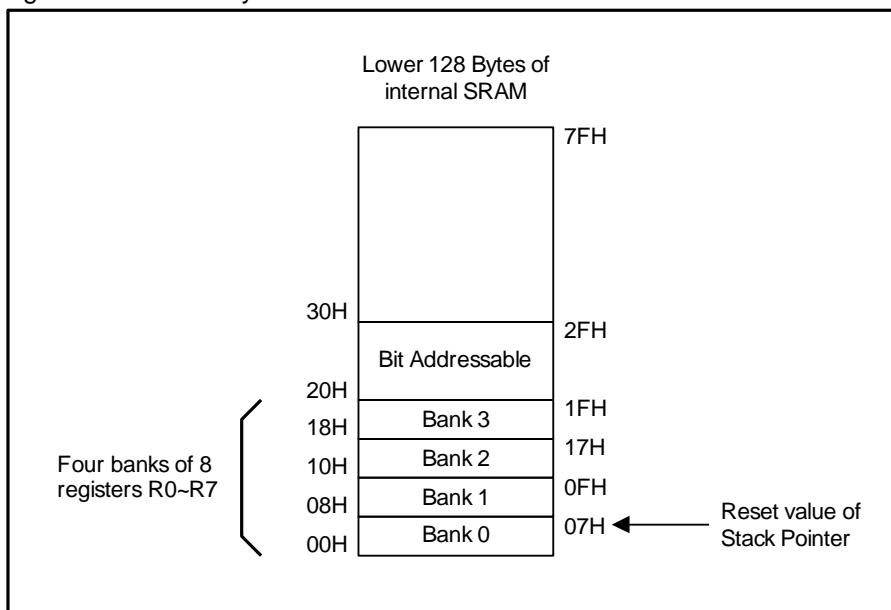 Lower 128 Bytes of
internal SRAM
7FH
30H
2FH
Bit Addressable
20H
1FH
Bank 3
18H
17H
Bank 2
10H
Four banks of 8
registers R0~R7
0FH
Bank 1
08H
07H
Reset value of
Stack Pointer
Bank 0
00H